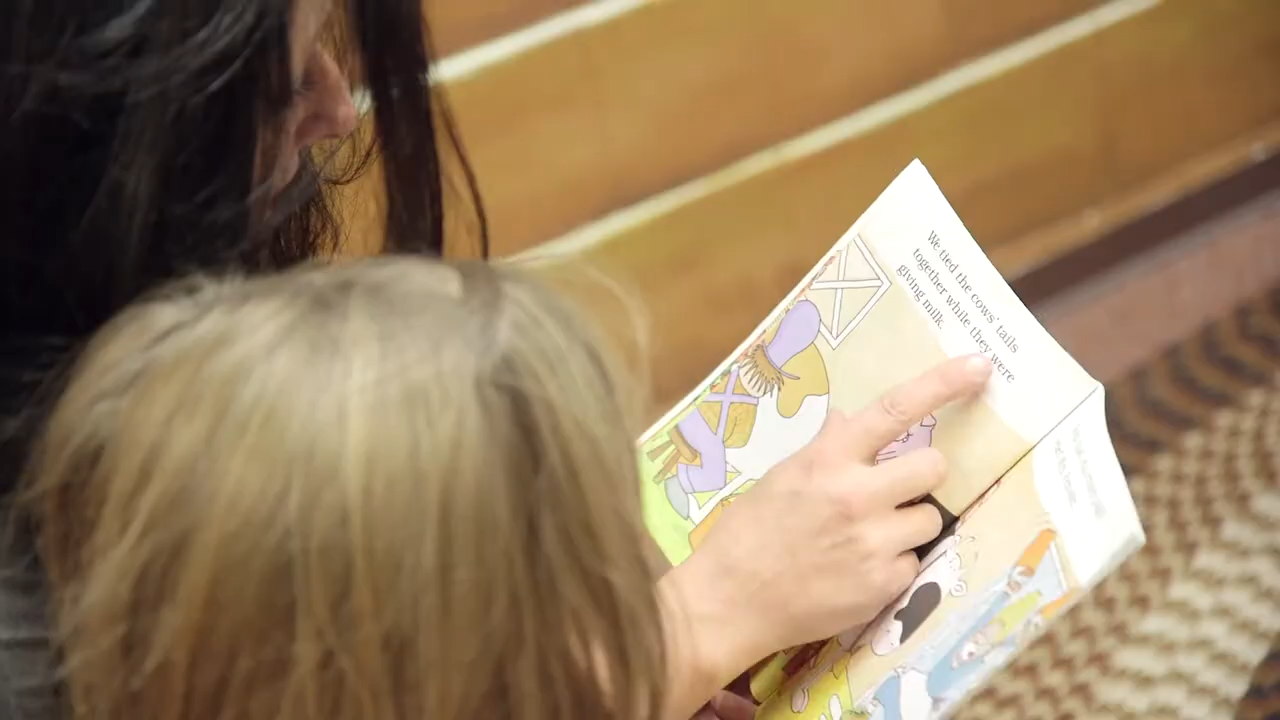 We tied the cows' tails
together while they were
giving milk.